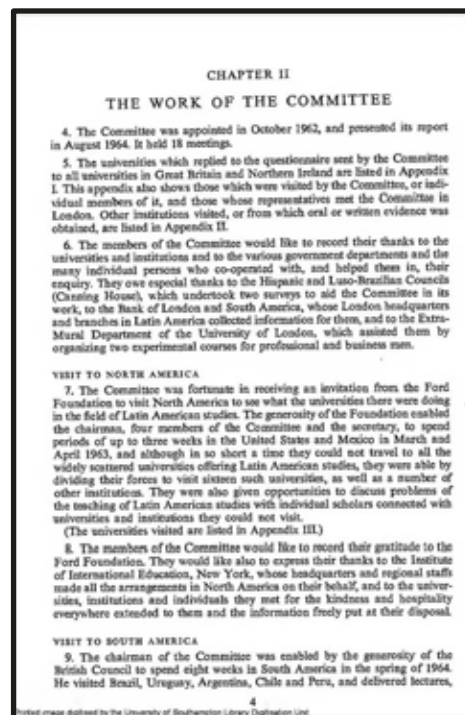 CHAPTER II
THE WORK OF THE COMMITTEE
4. The Committee was appointed in October 1962, and presented its report
in August 1964. It held 18 meetings.
5. The universities which replied to the questionnaire sent by the Committee
to all universities in Great Britain and Northern Ireland are listed in Appendix
I. This appendix also shows those which were visited by the Committee, or indi-
vidual members of it, and those whose representatives met the Committee in
London. Other institutions visited, or from which oral or written evidence was
obtained, are listed in Appendix II.
6. The members of the Committee would like to record their thanks to the
universities and institutions and to the various government departments and the
many individual persons who co-operated with, and helped them in, their
enquiry. They owe especial thanks to the Hispanic and Luso-Brazilian Councils
(Canning House), which undertook two surveys to aid the Committee in its
work, to the Bank of London and South America, whose London headquarters
and branches in Latin America collected information for them, and to the Extra-
Mural Department of the University of London, which assisted them by
organizing two experimental courses for professional and business men.
VISIT TO NORTH AMERICA
7. The Committee was fortunate in receiving an invitation from the Ford
Foundation to visit North America to see what the universities there were doing
in the field of Latin American studies. The generosity of the Foundation enabled
the chairman, four members of the Committee and the secretary, to spend
periods of up to three weeks in the United States and Mexico in March and
April 1963, and although in so short a time they could not travel to all the
widely scattered universities offering Latin American studies, they were able by
dividing their forces to visit sixteen such universities, as well as a number of
other institutions. They were also given opportunities to discuss problems of
the teaching of Latin American studies with individual scholars connected with
universities and institutions they could not visit.
(The universities visited are listed in Appendix III.)
8. The members of the Committee would like to record their gratitude to the
Ford Foundation. They would also like to express their thanks to the Institute
of International Education, New York, whose headquarters and regional staffs
made all the arrangements in North America on their behalf, and to the univer-
sities, institutions and individuals they met for the kindness and hospitality
everywhere extended to them and the information freely put at their disposal.
VISIT TO SOUTH AMERICA
9. The chairman of the Committee was enabled by the generosity of the
British Council to spend eight weeks in South America in the spring of 1964.
He visited Brazil, Uruguay, Argentina, Chile and Peru, and delivered lectures,
4
Printed image digitised by the University of Southampton Library Digitisation Unit